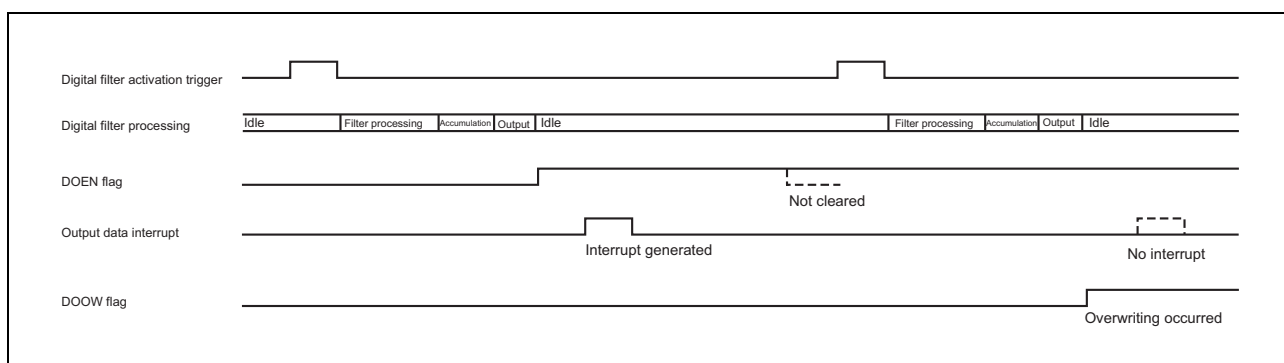 Digital filter activation trigger
Digital filter processing
Idle
Filter processing
Accumulation
Output
Idle
Filter processing
Accumulation
Output
Idle
DOEN flag
Not cleared
Output data interrupt
Interrupt generated
No interrupt
DOOW flag
Overwriting occurred